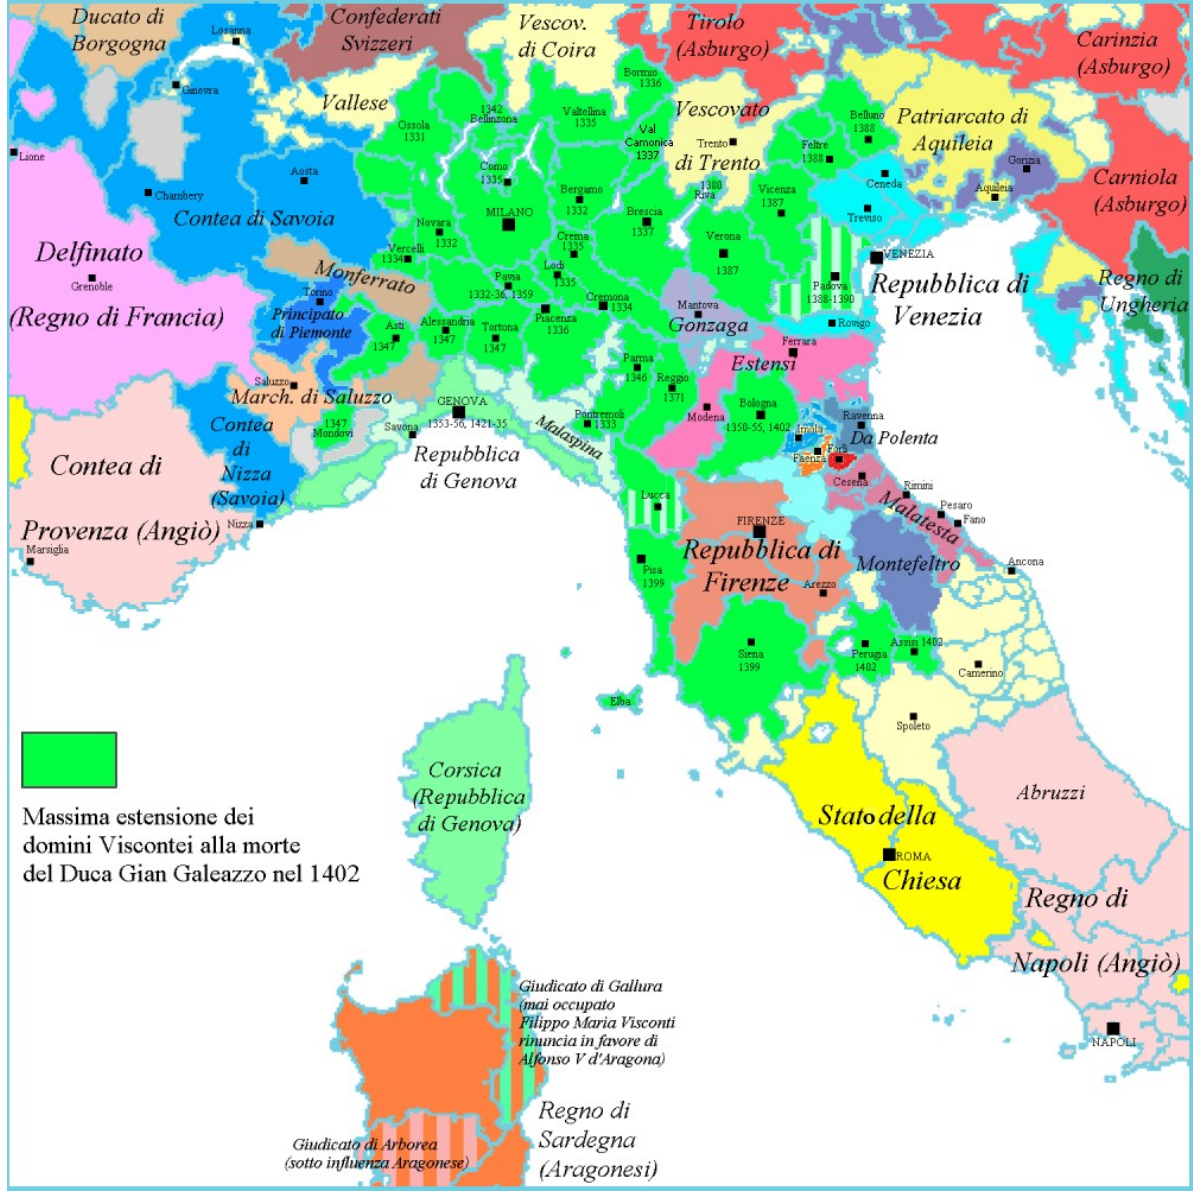 Ducato di
Borgogna
Losanna
Confederati
Svizzeri
Vescov.
di Coira
Tirolo
(Asburgo)
Carinzia
(Asburgo)
Ginevra
Vallese
Bormio
1336
1342
Bellinzona
Valtellina
1335
Ossola
1331
Vescovato
di Trento
Trento
Val
Camonica
1337
Belluno
1388
Feltre
1388
Patriarcato di
Aquileia
Gorizia
Aquileia
Lione
Chambery
Aosta
Contea di Savoia
Como
1335
Bergamo
1332
1380
Riva
Vicenza
1387
Ceneda
Treviso
Carniola
(Asburgo)
MILANO
Brescia
1337
Novara
1332
Crema
1335
Verona
1387
Vercelli
1334
Lodi
1335
VENEZIA
Delfinato
Grenoble
(Regno di Francia)
Monferrato
Torino
Principato
di Piemonte
Pavia
1332-36, 1359
Cremona
1334
Piacenza
1336
Mantova
Gonzaga
Padova
1388-1390
Repubblica di
Venezia
Regno di
Ungheria
Rovigo
Asti
1347
Alessandria
1347
Tortona
1347
Ferrara
Estensi
Parma
1346
Reggio
1371
Saluzzo
March. di Saluzzo
GENOVA
1353-56, 1421-35
Modena
Bologna
1350-55, 1402
1347
Mondovì
Savona
Pontremoli
1333
Malaspina
Ravenna
Da Polenta
Imola
Faenza
Forlì
Cesena
Rimini
Contea
di
Nizza
(Savoia)
Nizza
Repubblica
di Genova
Contea di
Provenza (Angiò)
Marsiglia
Lucca
Malatesta
Pesaro
Fano
FIRENZE
Repubblica di
Firenze
Montefeltro
Ancona
Pisa
1399
Arezzo
Siena
1399
Perugia
1402
Assisi 1402
Camerino
Elba
Spoleto
Corsica
(Repubblica
di Genova)
Abruzzi
Massima estensione dei
domini Viscontei alla morte
del Duca Gian Galeazzo nel 1402
Stato della
Chiesa
ROMA
Regno di
Napoli (Angiò)
NAPOLI
Giudicato di Gallura
(mai occupato
Filippo Maria Visconti
rinuncia in favore di
Alfonso V d'Aragona)
Regno di
Sardegna
(Aragonesi)
Giudicato di Arborea
(sotto influenza Aragonese)